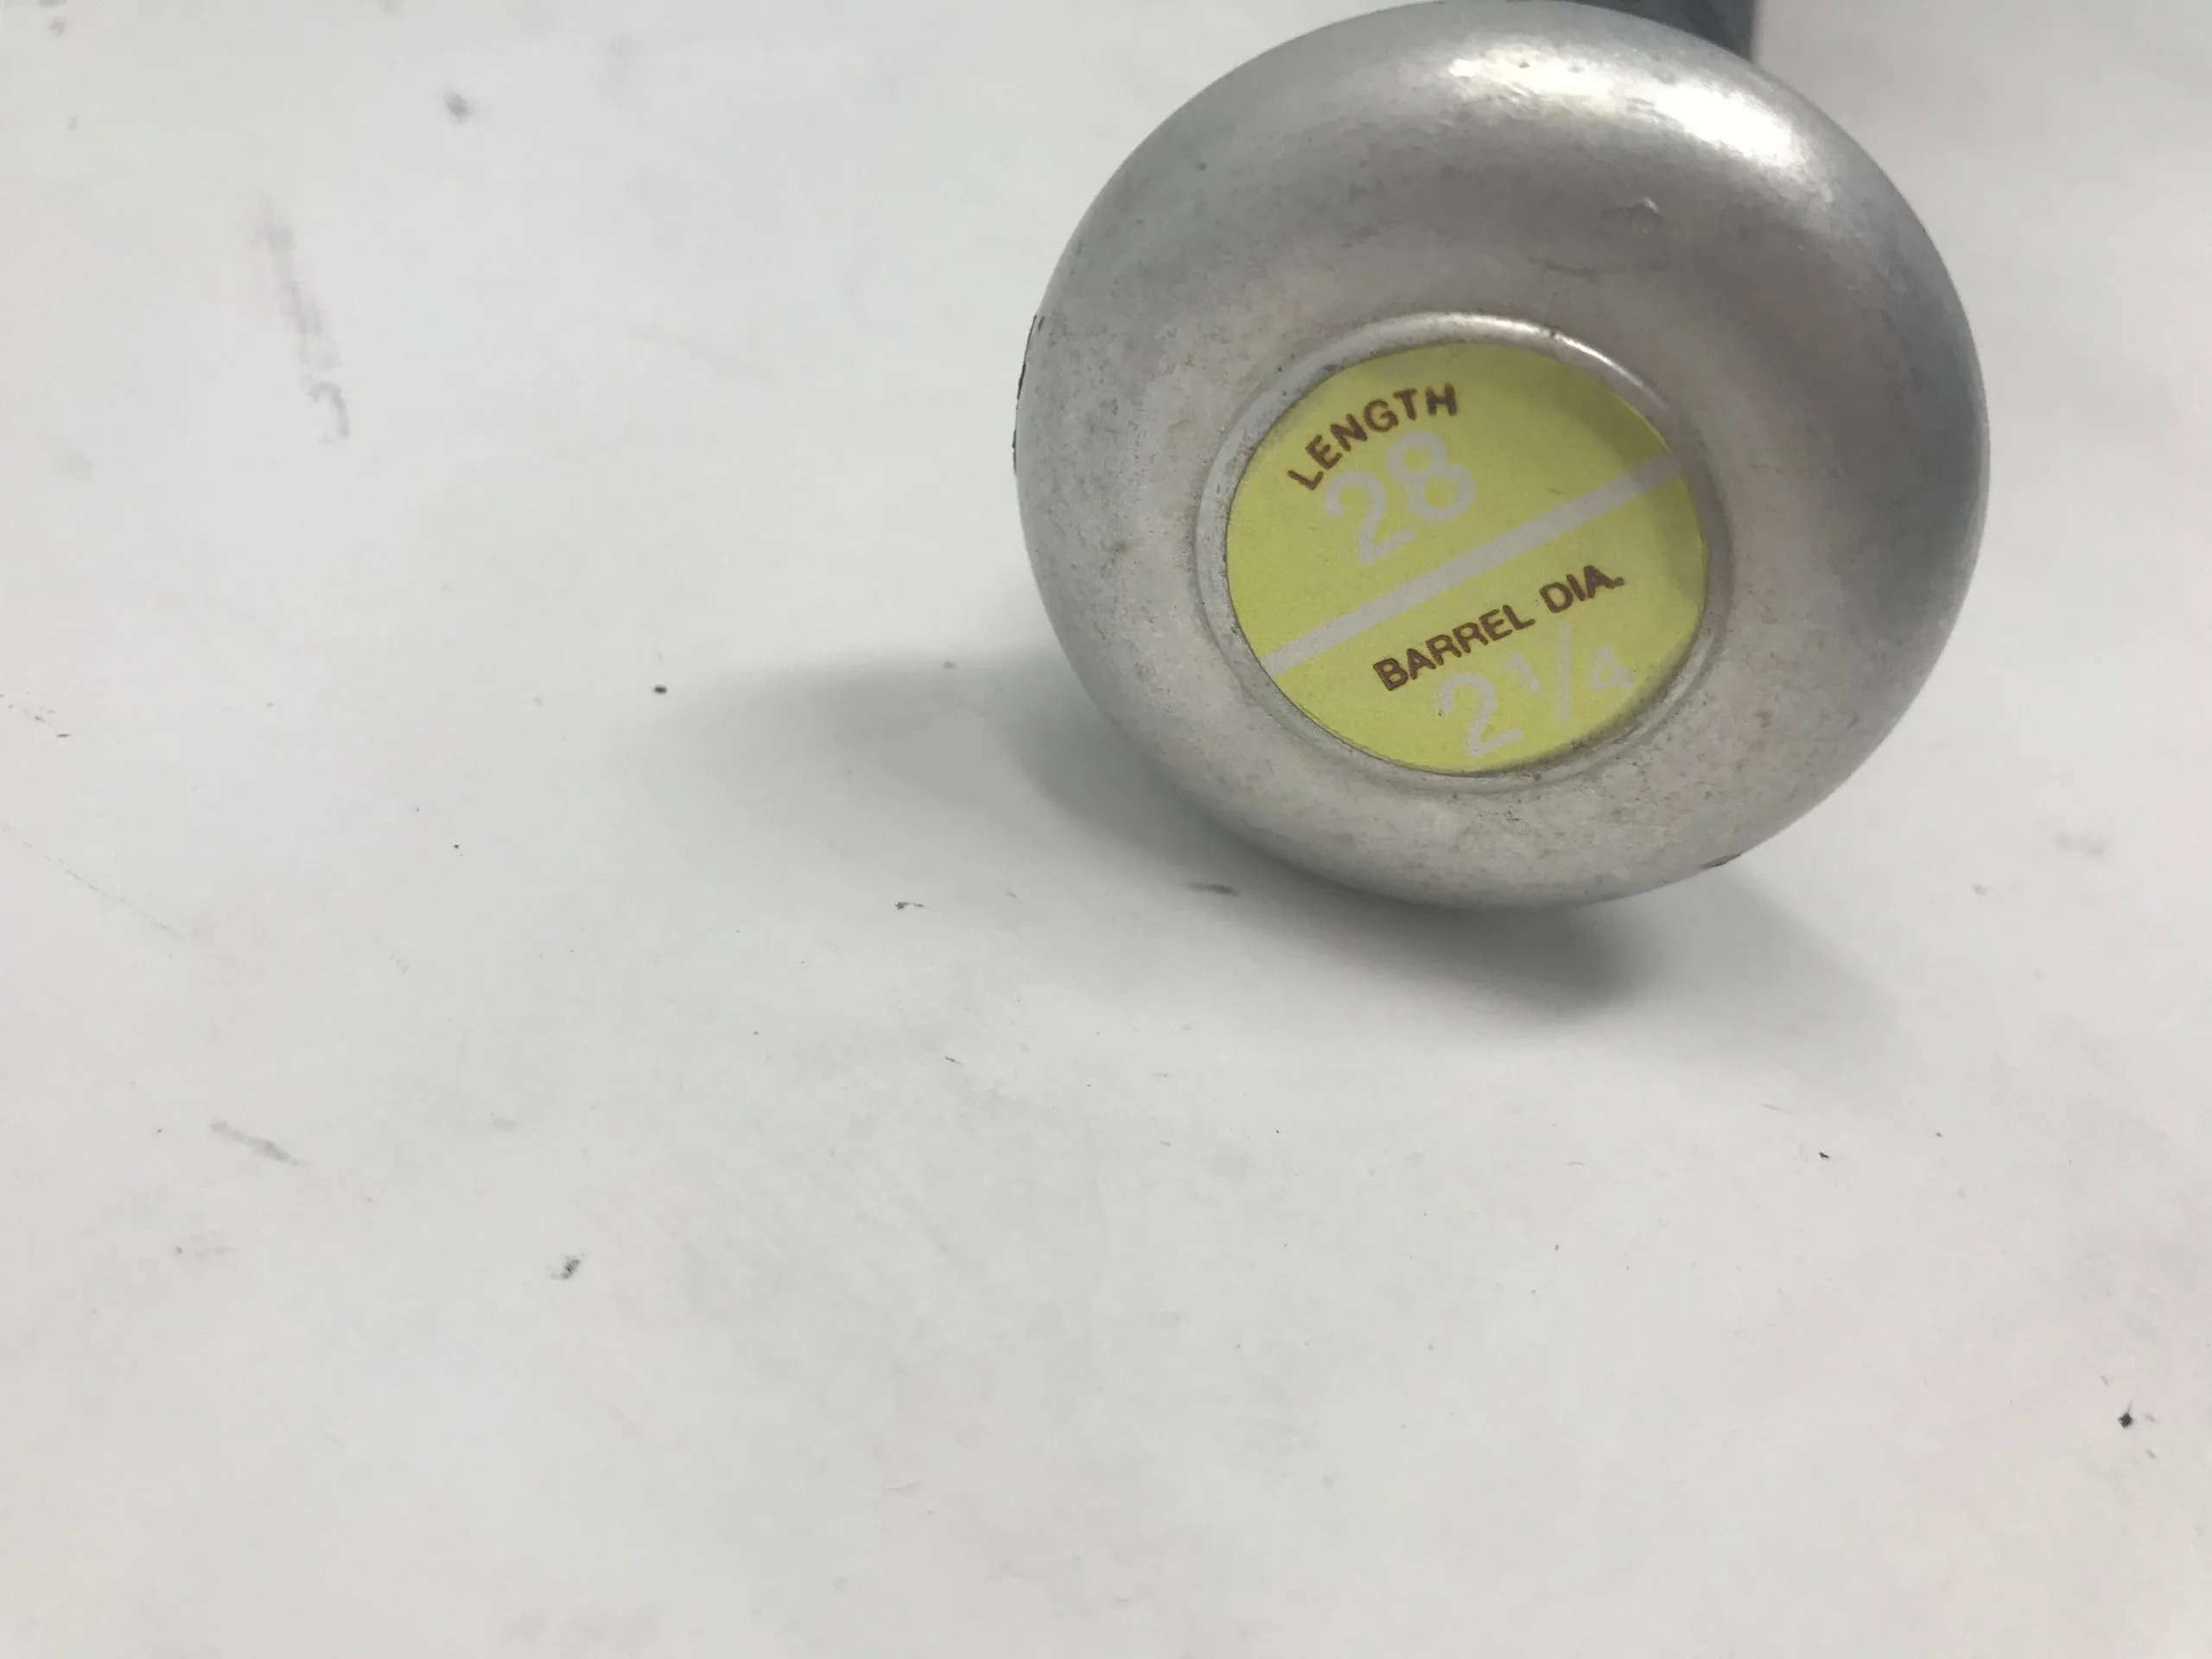 LENGTH
28
BARREL DIA.
2 1/4